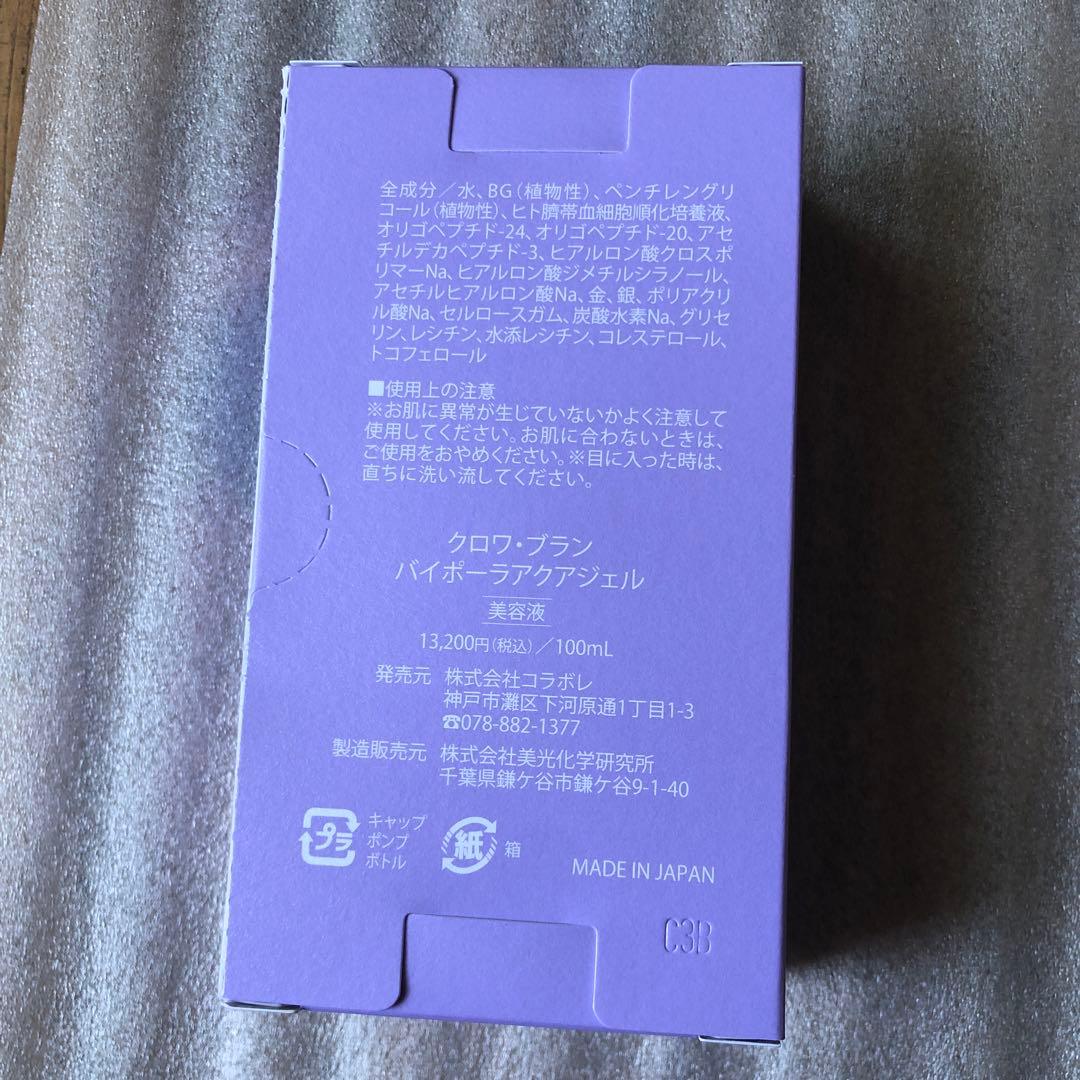 全成分／水、BG（植物性）、ペンチレングリ
コール（植物性）、ヒト臍帯血細胞順化培養液、
オリゴペプチド-24、オリゴペプチド-20、アセ
チルデカペプチド-3、ヒアルロン酸クロスポ
リマーNa、ヒアルロン酸ジメチルシラノール、
アセチルヒアルロン酸Na、金、銀、ポリアクリ
ル酸Na、セルロースガム、炭酸水素Na、グリセ
リン、レシチン、水添レシチン、コレステロール、
トコフェロール
■使用上の注意
※お肌に異常が生じていないかよく注意して
使用してください。お肌に合わないときは、
ご使用をおやめください。※目に入った時は、
直ちに洗い流してください。
クロワ・ブラン
バイポーラアクアジェル
美容液
13,200円（税込）／100mL
発売元 株式会社コラボレ
神戸市灘区下河原通1丁目1-3
☎078-882-1377
製造販売元 株式会社美光化学研究所
千葉県鎌ケ谷市鎌ケ谷9-1-40
プラ キャップ
ポンプ
ボトル
紙 箱
MADE IN JAPAN
C3B